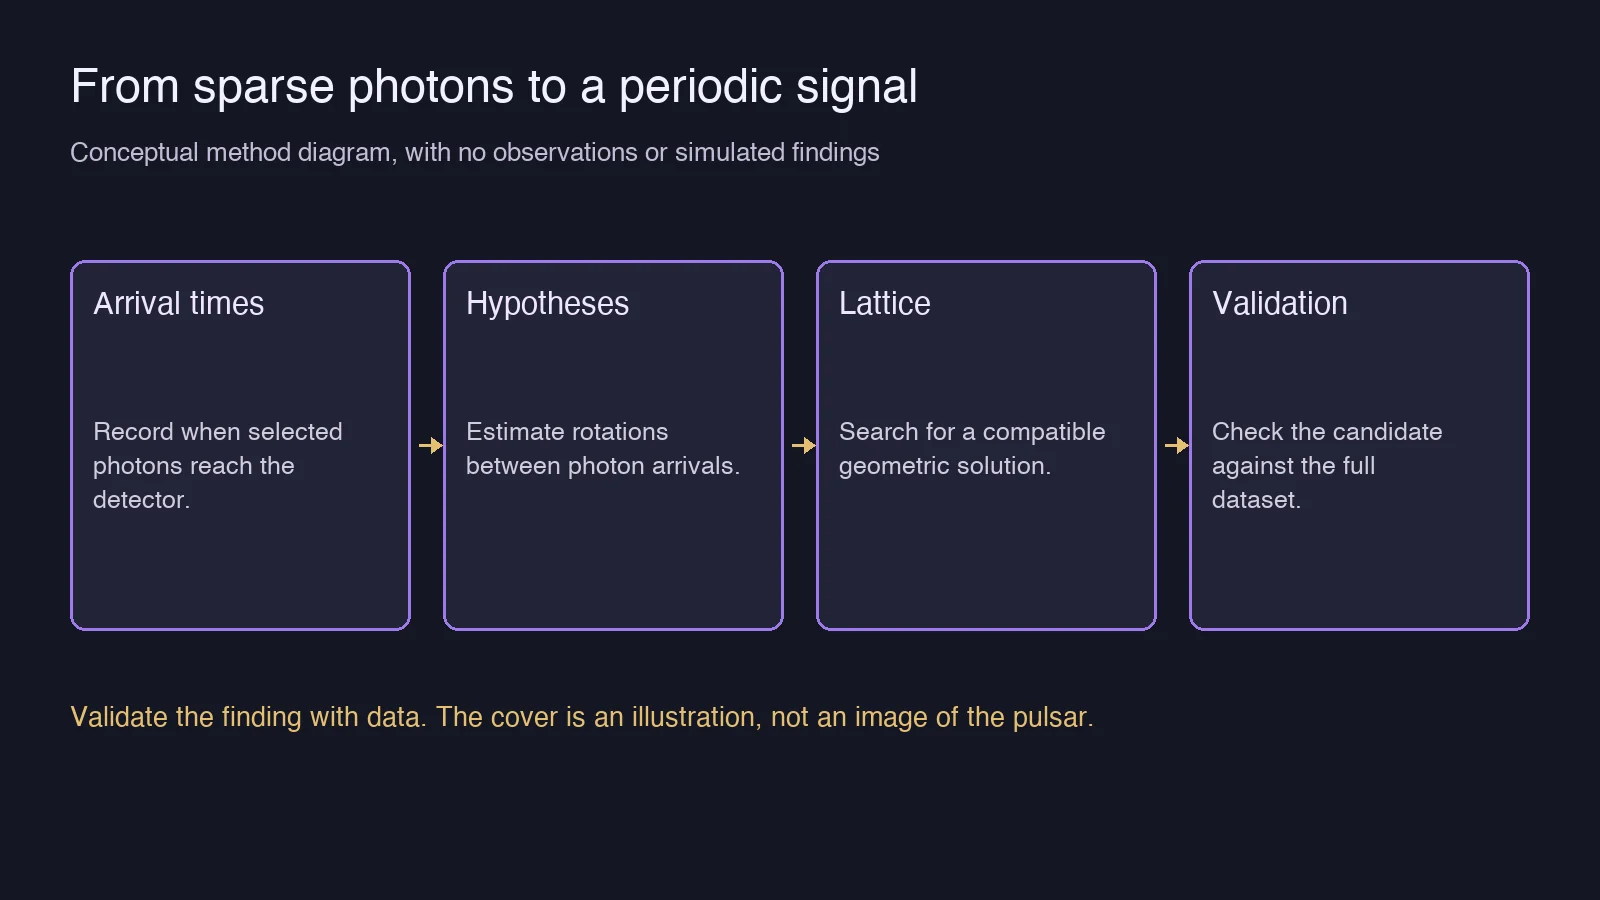 From sparse photons to a periodic signal
Conceptual method diagram, with no observations or simulated findings
Arrival times
Record when selected
photons reach the
detector.
Hypotheses
Estimate rotations
between photon arrivals.
Lattice
Search for a compatible
geometric solution.
Validation
Check the candidate
against the full
dataset.
Validate the finding with data. The cover is an illustration, not an image of the pulsar.